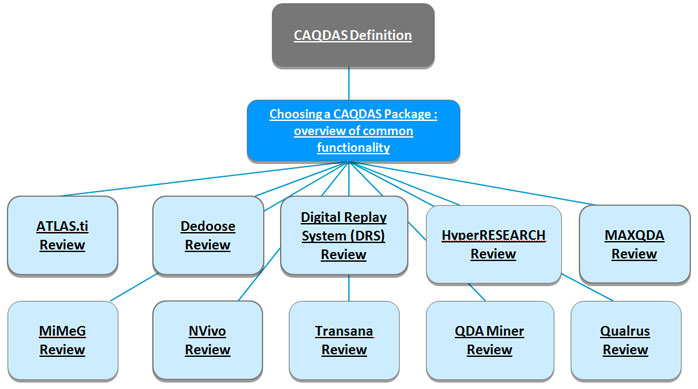 CAQDAS Definition
Choosing a CAQDAS Package :
overview of common
functionality
ATLAS.ti
Review
Dedoose
Review
Digital Replay
System (DRS)
Review
HyperRESEARCH
Review
MAXQDA
Review
MiMeG
Review
NVivo
Review
Transana
Review
QDA Miner
Review
Qualrus
Review